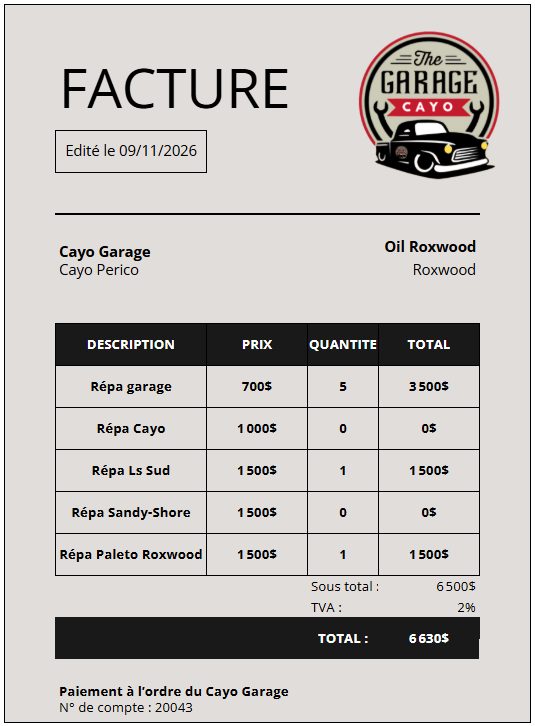 FACTURE
The
GARAGE
CAYO
Edité le 09/11/2026
Cayo Garage
Cayo Perico
Oil Roxwood
Roxwood
DESCRIPTION PRIX QUANTITE TOTAL
Répa garage 700$ 5 3 500$
Répa Cayo 1 000$ 0 0$
Répa Ls Sud 1 500$ 1 1 500$
Répa Sandy-Shore 1 500$ 0 0$
Répa Paleto Roxwood 1 500$ 1 1 500$
Sous total : 6 500$
TVA : 2%
TOTAL : 6 630$
Paiement à l’ordre du Cayo Garage
N° de compte : 20043